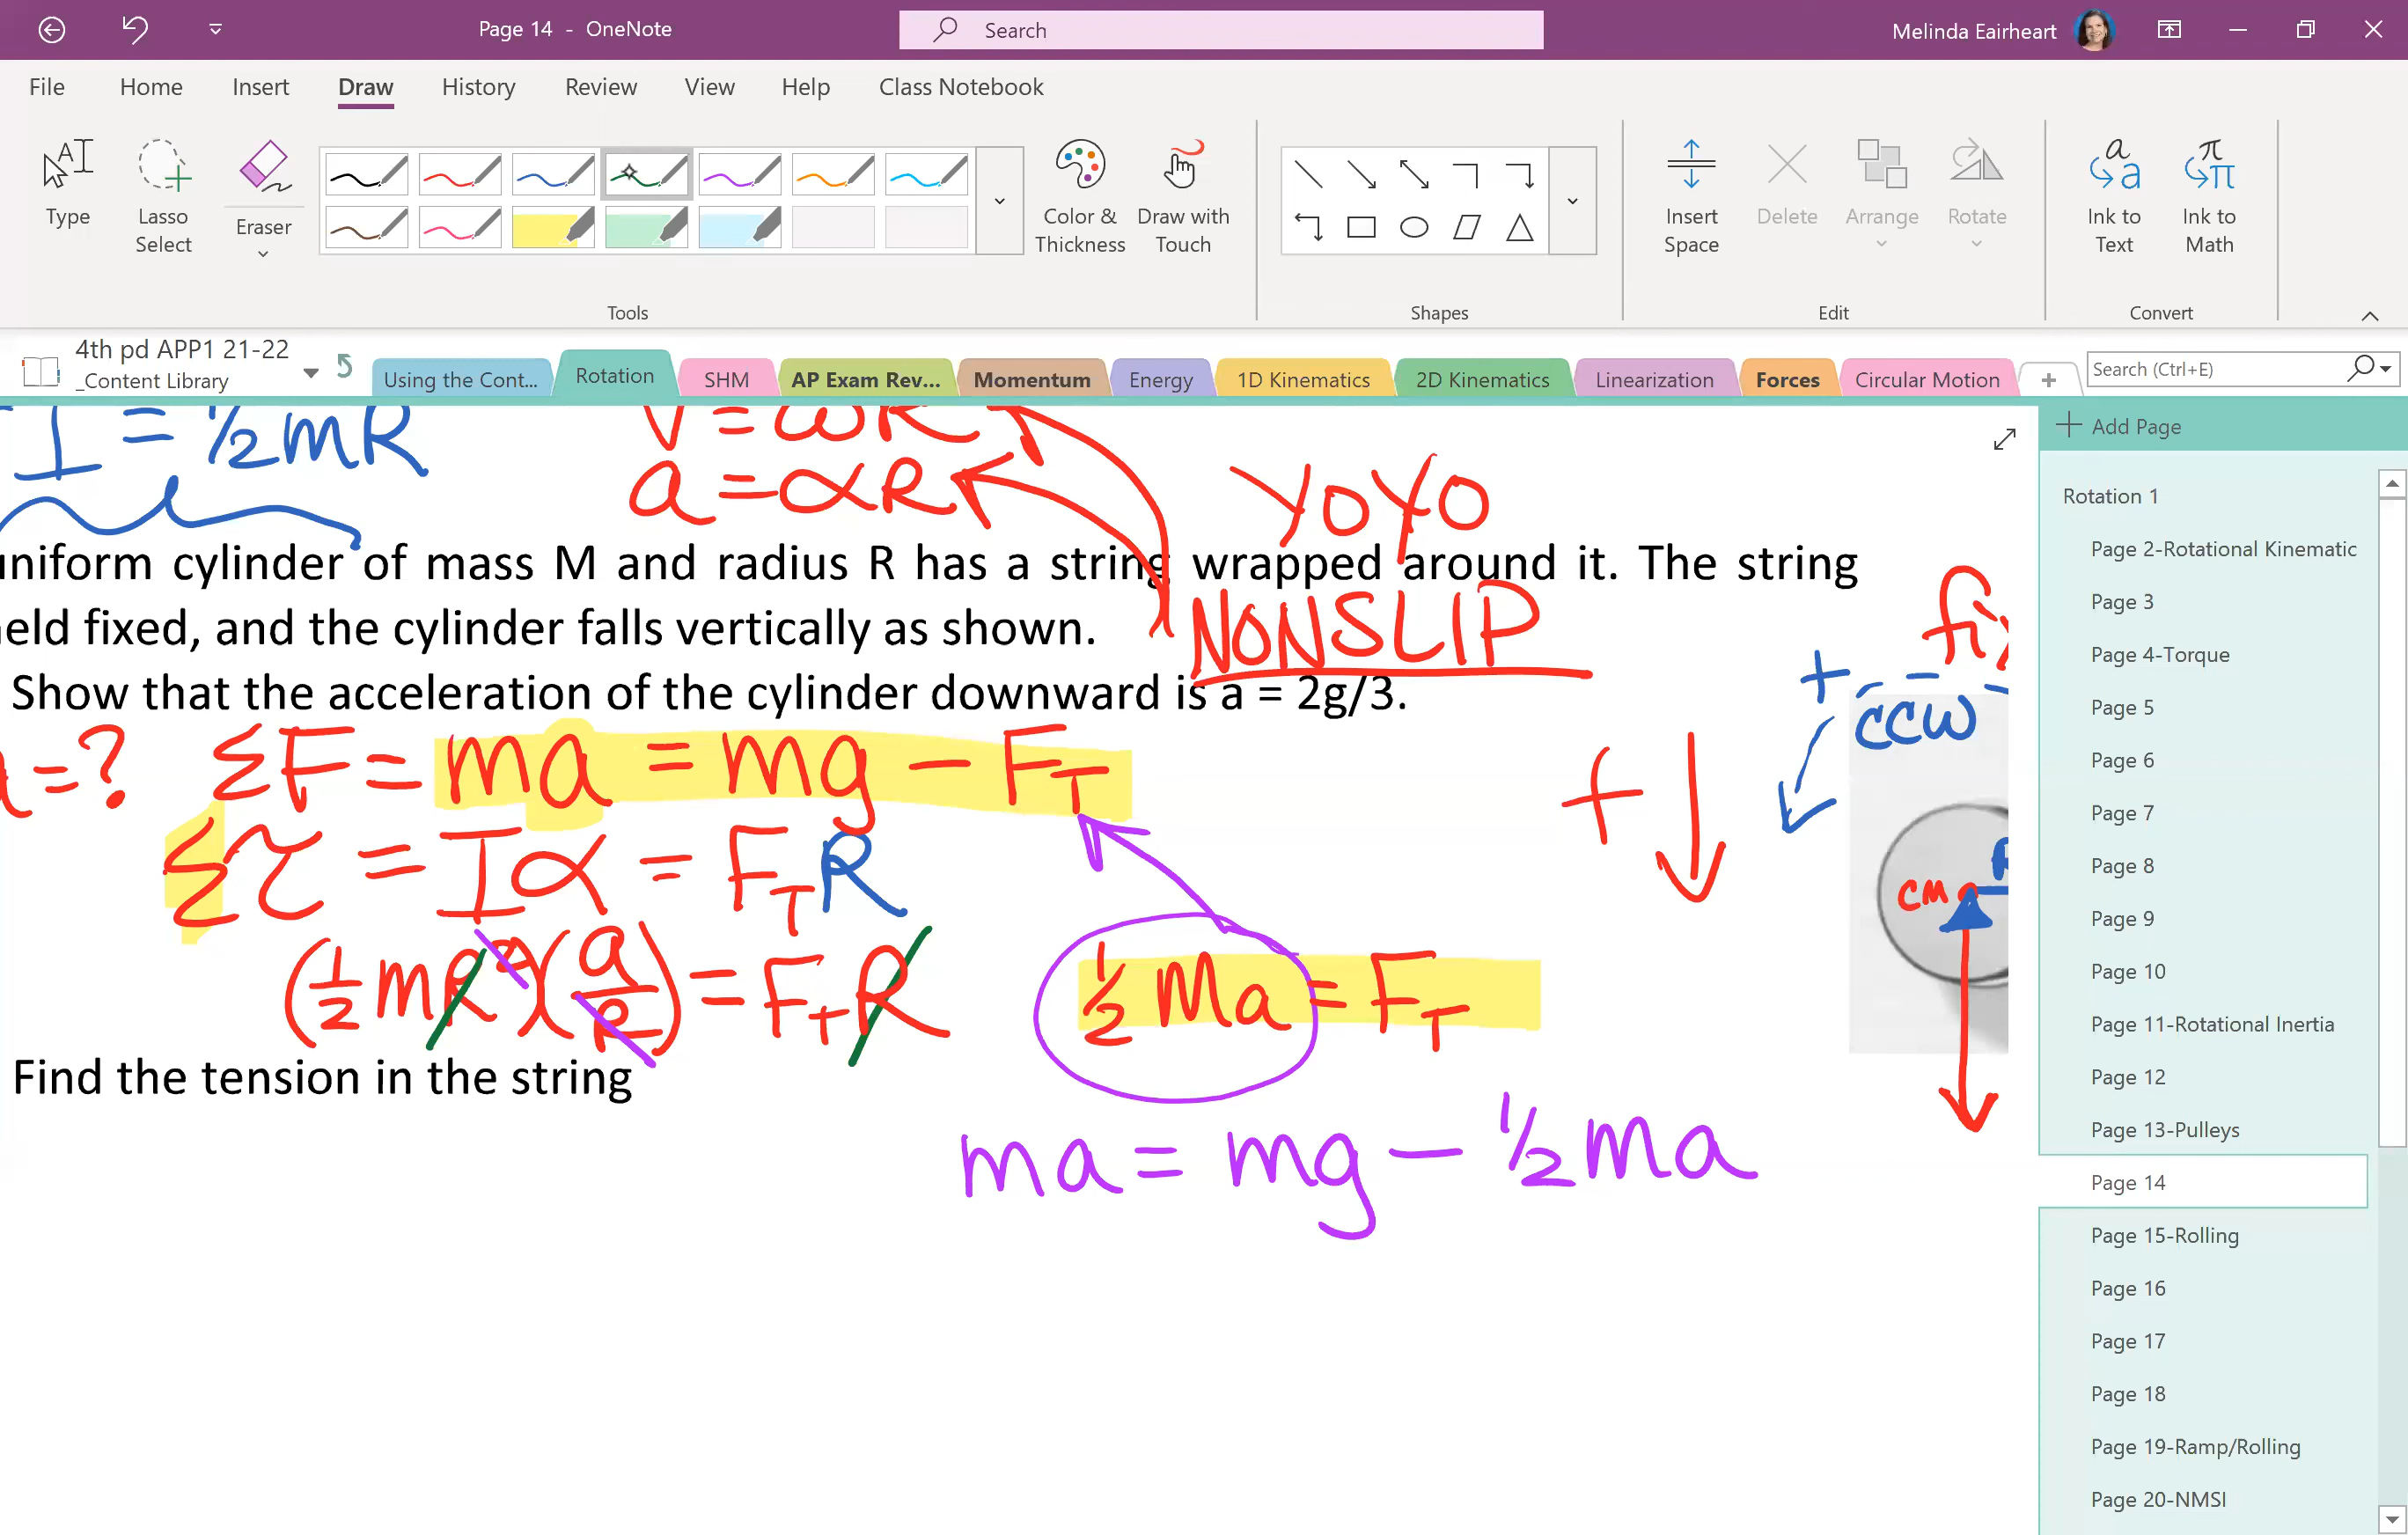 Page 14 - OneNote
Search
Melinda Eairheart
File Home Insert Draw History Review View Help Class Notebook
Type
Lasso Select
Eraser
Color & Thickness
Draw with Touch
Insert Space
Delete
Arrange
Rotate
Ink to Text
Ink to Math
Tools
Shapes
Edit
Convert
4th pd APP1 21-22
_Content Library
Using the Cont... Rotation SHM AP Exam Rev... Momentum Energy 1D Kinematics 2D Kinematics Linearization Forces Circular Motion +
Search (Ctrl+E)
I = ½mR
v = ωR
a = αR
YOYO
uniform cylinder of mass M and radius R has a string wrapped around it. The string
eld fixed, and the cylinder falls vertically as shown.
NONSLIP
Show that the acceleration of the cylinder downward is a = 2g/3.
=?
ΣF = ma = mg − F_T
Στ = Iα = F_T R
(½ mR²)(a/R) = F_T R
½ Ma = F_T
+
+
ccw
cm
Find the tension in the string
ma = mg − ½ma
Add Page
Rotation 1
Page 2-Rotational Kinematic
Page 3
Page 4-Torque
Page 5
Page 6
Page 7
Page 8
Page 9
Page 10
Page 11-Rotational Inertia
Page 12
Page 13-Pulleys
Page 14
Page 15-Rolling
Page 16
Page 17
Page 18
Page 19-Ramp/Rolling
Page 20-NMSI